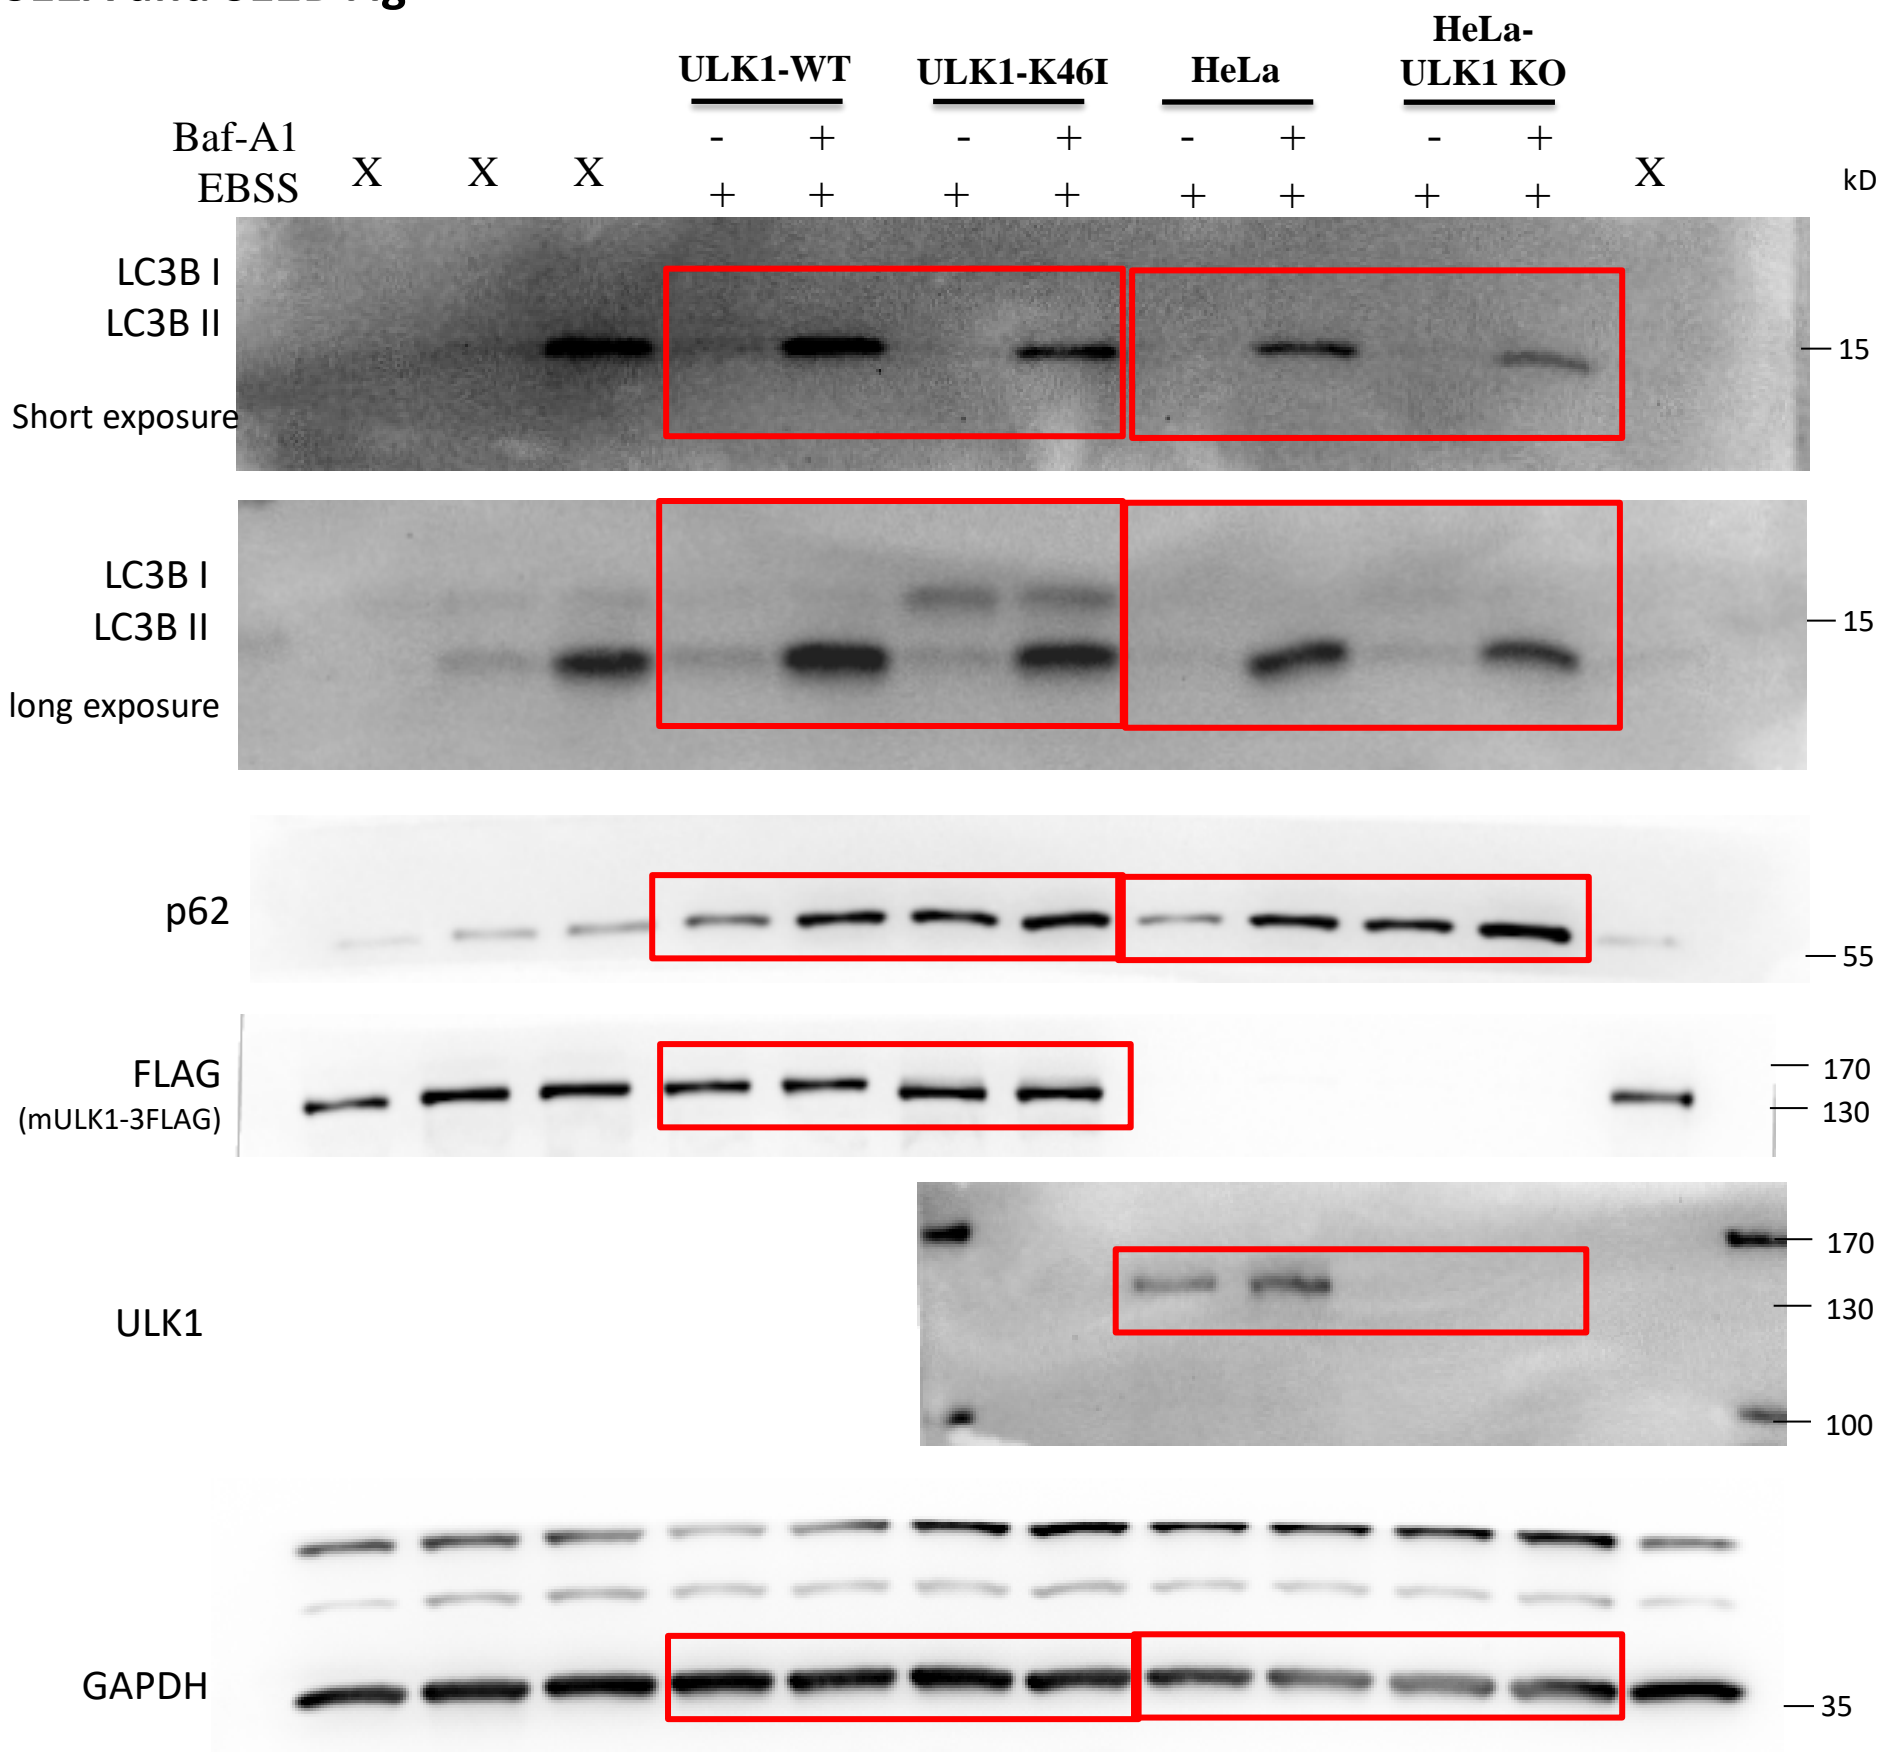 HeLa-
ULK1-WT ULK1-K46I HeLa ULK1 KO
Baf-A1 - + - + - + - +
X X X X kD
EBSS + + + + + + + +
LC3B I
LC3B II
15
Short exposure
LC3B I
LC3B II
15
long exposure
p62
55
FLAG
170
(mULK1-3FLAG)
130
170
ULK1
130
100
GAPDH
35